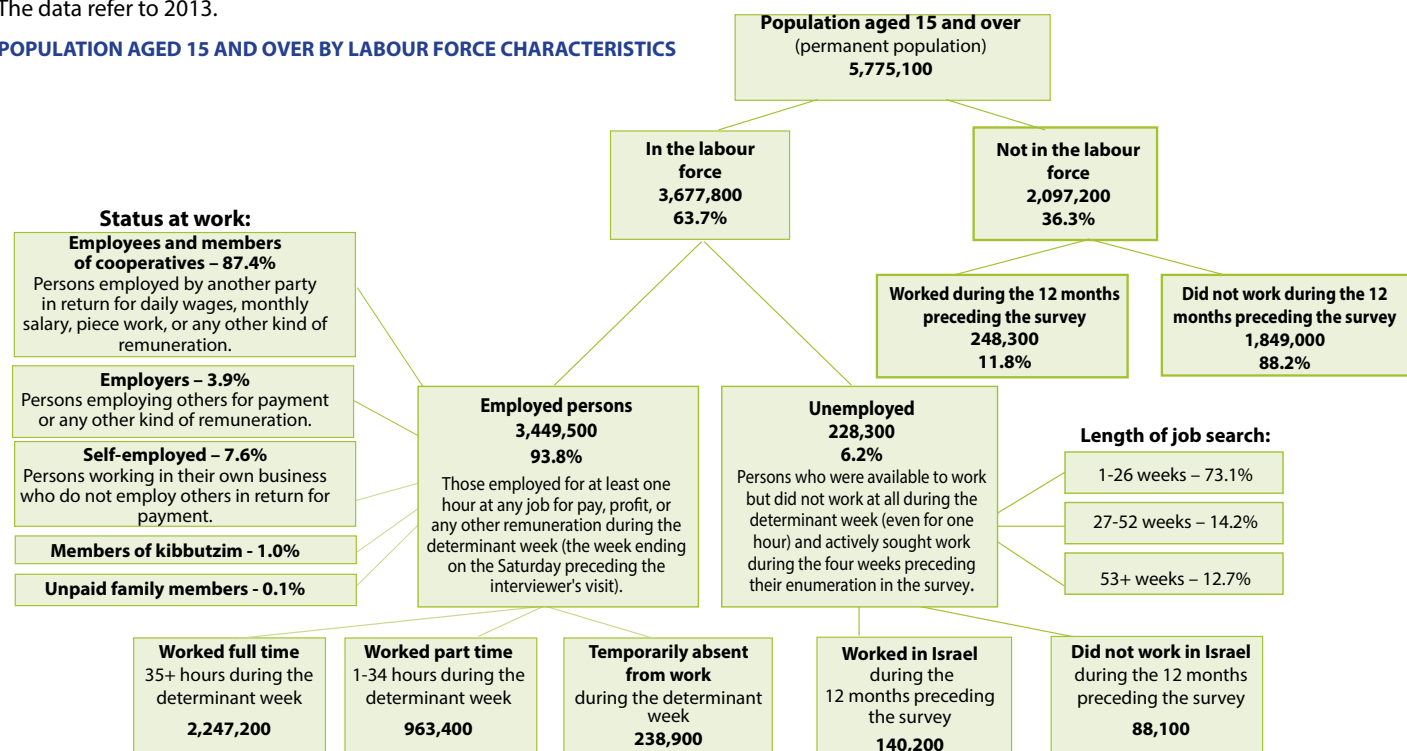 The data refer to 2013.
POPULATION AGED 15 AND OVER BY LABOUR FORCE CHARACTERISTICS
Population aged 15 and over
(permanent population)
5,775,100
In the labour
force
3,677,800
63.7%
Not in the labour
force
2,097,200
36.3%
Worked during the 12 months
preceding the survey
248,300
11.8%
Did not work during the 12
months preceding the survey
1,849,000
88.2%
Status at work:
Employees and members
of cooperatives – 87.4%
Persons employed by another party
in return for daily wages, monthly
salary, piece work, or any other kind of
remuneration.
Employers – 3.9%
Persons employing others for payment
or any other kind of remuneration.
Self-employed – 7.6%
Persons working in their own business
who do not employ others in return for
payment.
Members of kibbutzim - 1.0%
Unpaid family members - 0.1%
Employed persons
3,449,500
93.8%
Those employed for at least one
hour at any job for pay, profit, or
any other remuneration during the
determinant week (the week ending
on the Saturday preceding the
interviewer's visit).
Unemployed
228,300
6.2%
Persons who were available to work
but did not work at all during the
determinant week (even for one
hour) and actively sought work
during the four weeks preceding
their enumeration in the survey.
Length of job search:
1-26 weeks – 73.1%
27-52 weeks – 14.2%
53+ weeks – 12.7%
Worked full time
35+ hours during the
determinant week
2,247,200
Worked part time
1-34 hours during the
determinant week
963,400
Temporarily absent
from work
during the determinant
week
238,900
Worked in Israel
during the
12 months preceding
the survey
140,200
Did not work in Israel
during the 12 months
preceding the survey
88,100